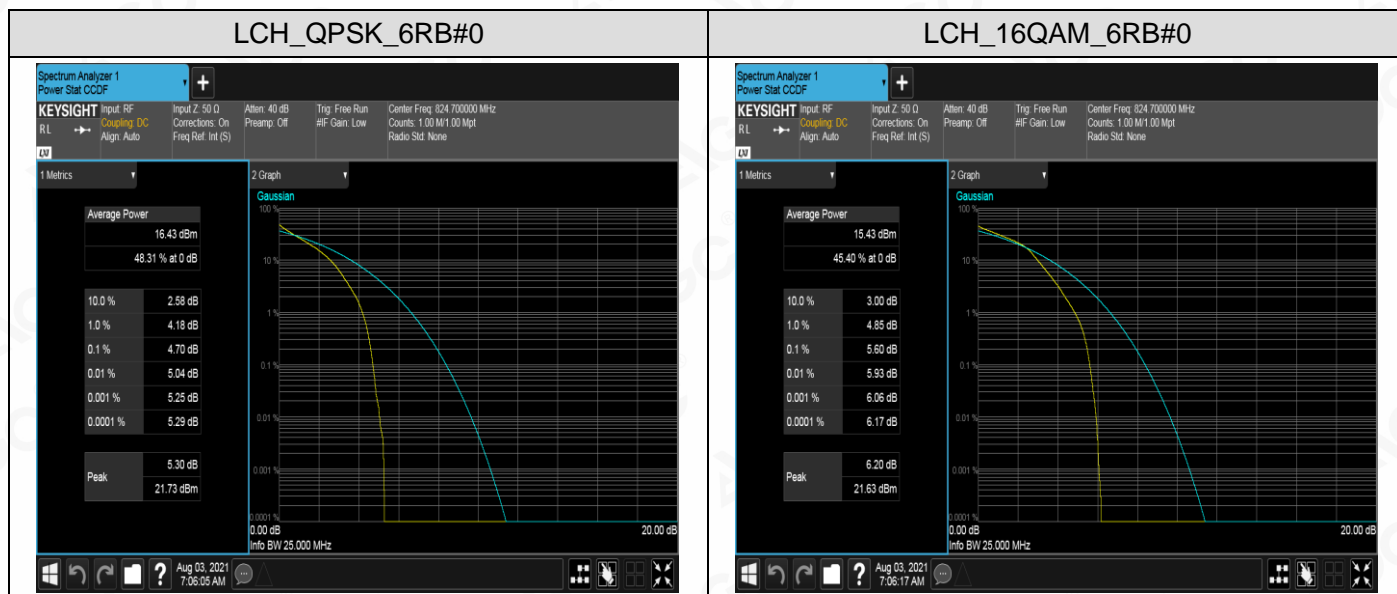 LCH_QPSK_6RB#0
LCH_16QAM_6RB#0
Spectrum Analyzer 1
Power Stat CCDF
+
KEYSIGHT
RL
Input: RF
Coupling: DC
Align: Auto
Input Z: 50 Ω
Corrections: On
Freq Ref: Int (S)
Atten: 40 dB
Preamp: Off
Trig: Free Run
#IF Gain: Low
Center Freq: 824.700000 MHz
Counts: 1.00 M/1.00 Mpt
Radio Std: None
1 Metrics
Average Power
16.43 dBm
48.31 % at 0 dB
10.0 % 2.58 dB
1.0 % 4.18 dB
0.1 % 4.70 dB
0.01 % 5.04 dB
0.001 % 5.25 dB
0.0001 % 5.29 dB
Peak
5.30 dB
21.73 dBm
2 Graph
Gaussian
100 %
10 %
1 %
0.1 %
0.01 %
0.001 %
0.0001 %
0.00 dB
20.00 dB
Info BW 25.000 MHz
?
Aug 03, 2021
7:06:05 AM
Spectrum Analyzer 1
Power Stat CCDF
+
KEYSIGHT
RL
Input: RF
Coupling: DC
Align: Auto
Input Z: 50 Ω
Corrections: On
Freq Ref: Int (S)
Atten: 40 dB
Preamp: Off
Trig: Free Run
#IF Gain: Low
Center Freq: 824.700000 MHz
Counts: 1.00 M/1.00 Mpt
Radio Std: None
1 Metrics
Average Power
15.43 dBm
45.40 % at 0 dB
10.0 % 3.00 dB
1.0 % 4.85 dB
0.1 % 5.60 dB
0.01 % 5.93 dB
0.001 % 6.06 dB
0.0001 % 6.17 dB
Peak
6.20 dB
21.63 dBm
2 Graph
Gaussian
100 %
10 %
1 %
0.1 %
0.01 %
0.001 %
0.0001 %
0.00 dB
20.00 dB
Info BW 25.000 MHz
?
Aug 03, 2021
7:06:17 AM